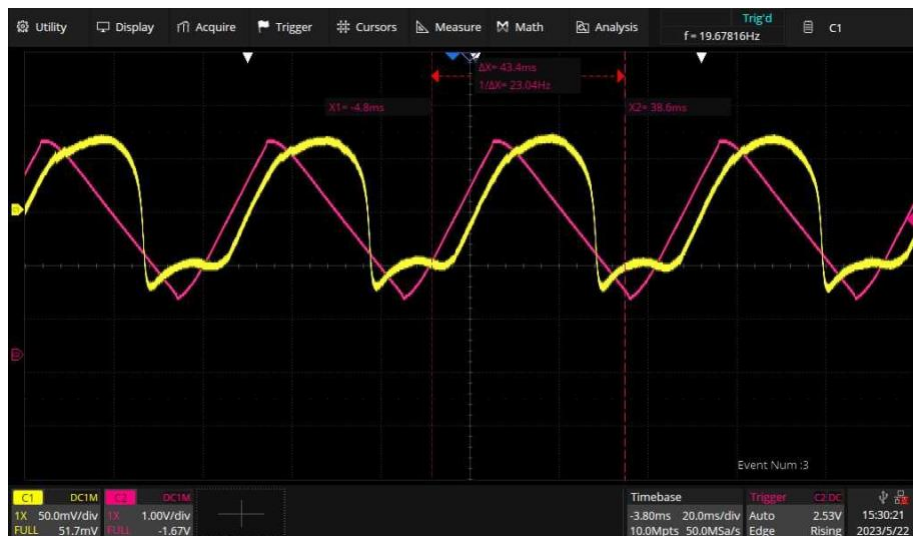 Utility Display Acquire Trigger Cursors Measure Math Analysis Trig'd f = 19.67816Hz C1
ΔX= 43.4ms
1/ΔX= 23.04Hz
X1= -4.8ms X2= 38.6ms
Event Num :3
C1 DC1M C2 DC1M Timebase Trigger C2 DC
1X 50.0mV/div 1X 1.00V/div -3.80ms 20.0ms/div Auto 2.53V 15:30:21
FULL 51.7mV FULL -1.67V 10.0Mpts 50.0MSa/s Edge Rising 2023/5/22